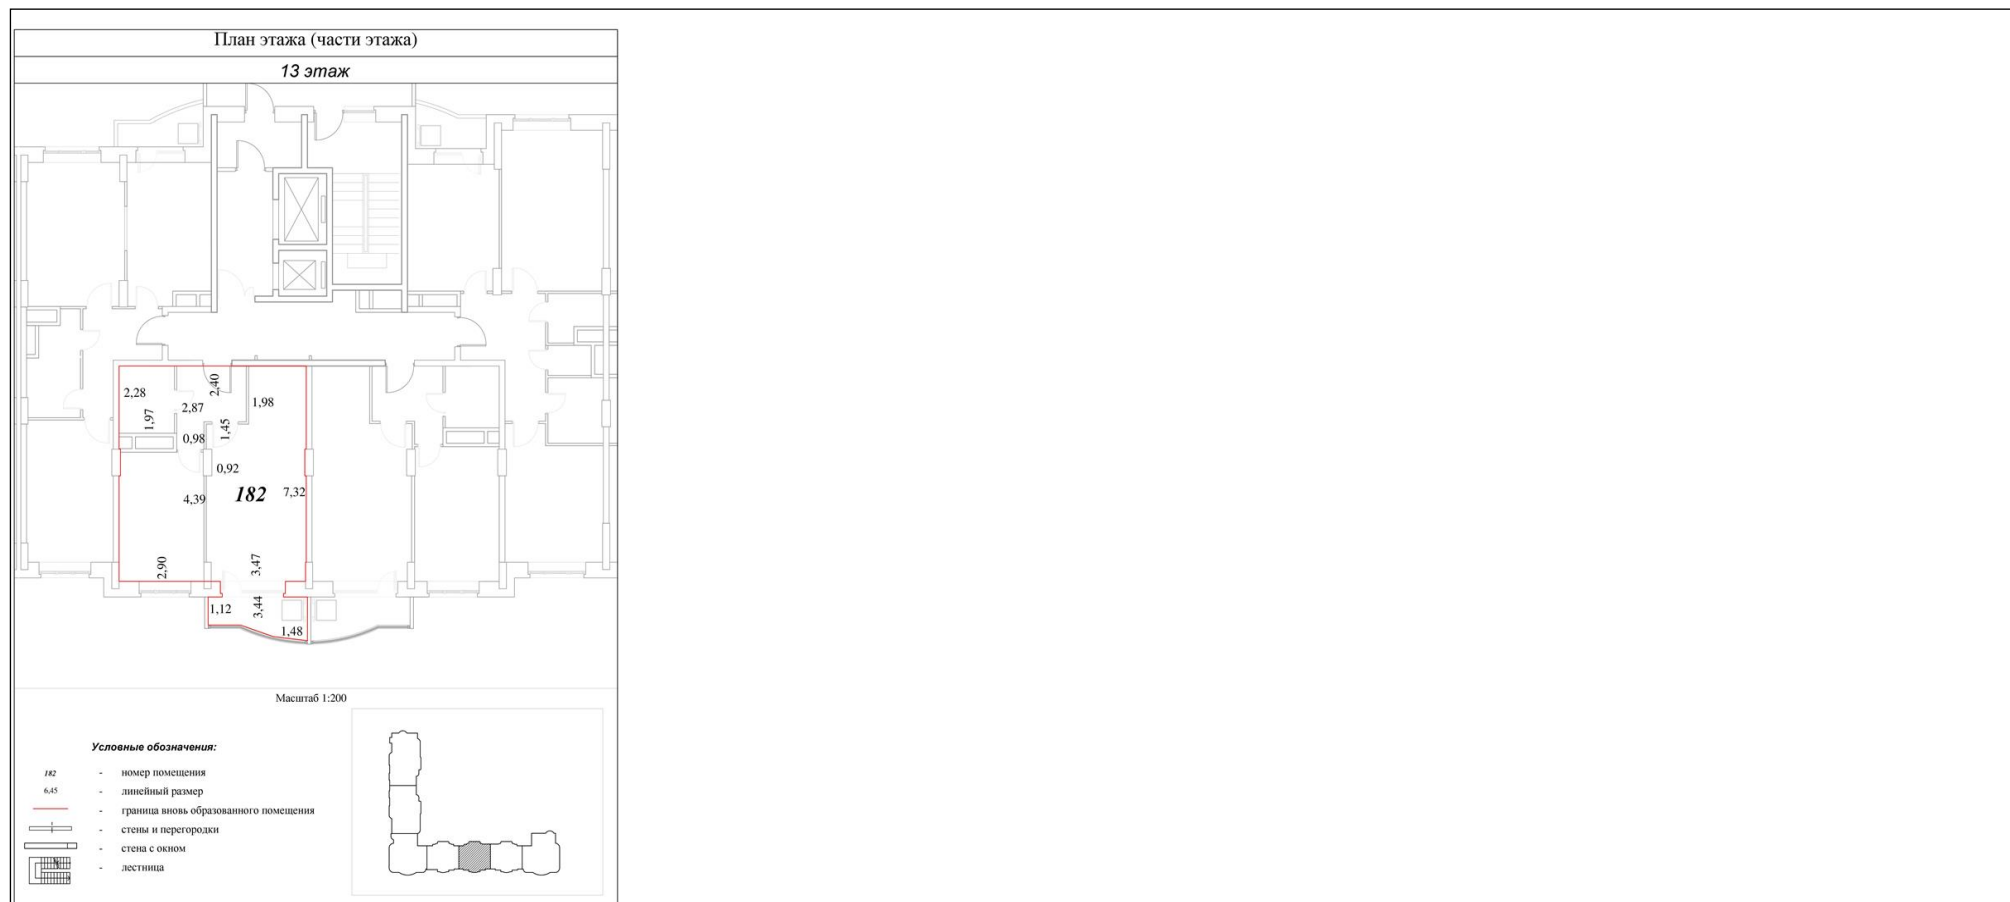 План этажа (части этажа)
13 этаж
2,28
2,40
1,97
2,87
1,98
0,98
1,45
0,92
4,39
182
7,32
2,90
3,47
1,12
3,44
1,48
Масштаб 1:200
Условные обозначения:
182 - номер помещения
6,45 - линейный размер
- граница вновь образованного помещения
- стены и перегородки
- стена с окном
- лестница